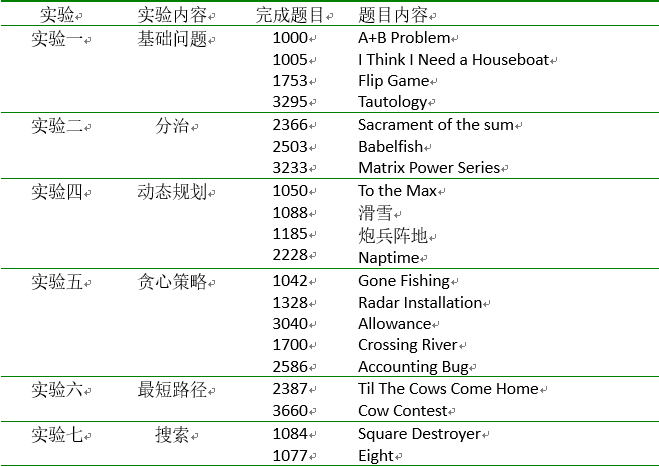 实验 实验内容 完成题目 题目内容
实验一 基础问题 1000 A+B Problem
1005 I Think I Need a Houseboat
1753 Flip Game
3295 Tautology
实验二 分治 2366 Sacrament of the sum
2503 Babelfish
3233 Matrix Power Series
实验四 动态规划 1050 To the Max
1088 滑雪
1185 炮兵阵地
2228 Naptime
实验五 贪心策略 1042 Gone Fishing
1328 Radar Installation
3040 Allowance
1700 Crossing River
2586 Accounting Bug
实验六 最短路径 2387 Til The Cows Come Home
3660 Cow Contest
实验七 搜索 1084 Square Destroyer
1077 Eight